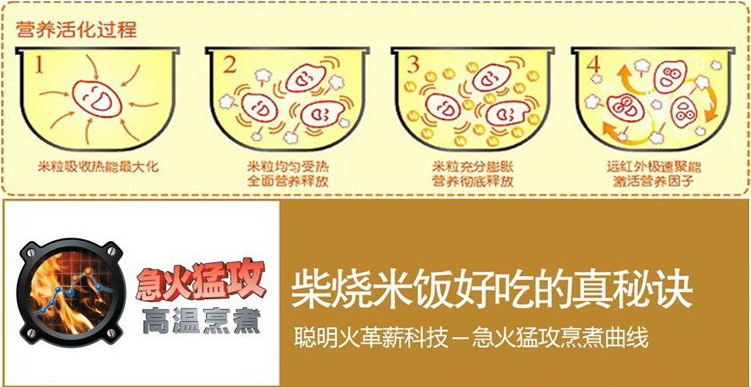 营养活化过程
1
2
3
4
米粒吸收热能最大化
米粒均匀受热
全面营养释放
米粒充分膨胀
营养彻底释放
远红外极速聚能
激活营养因子
急火猛攻
高温烹煮
柴烧米饭好吃的真秘诀
聪明火革薪科技－急火猛攻烹煮曲线